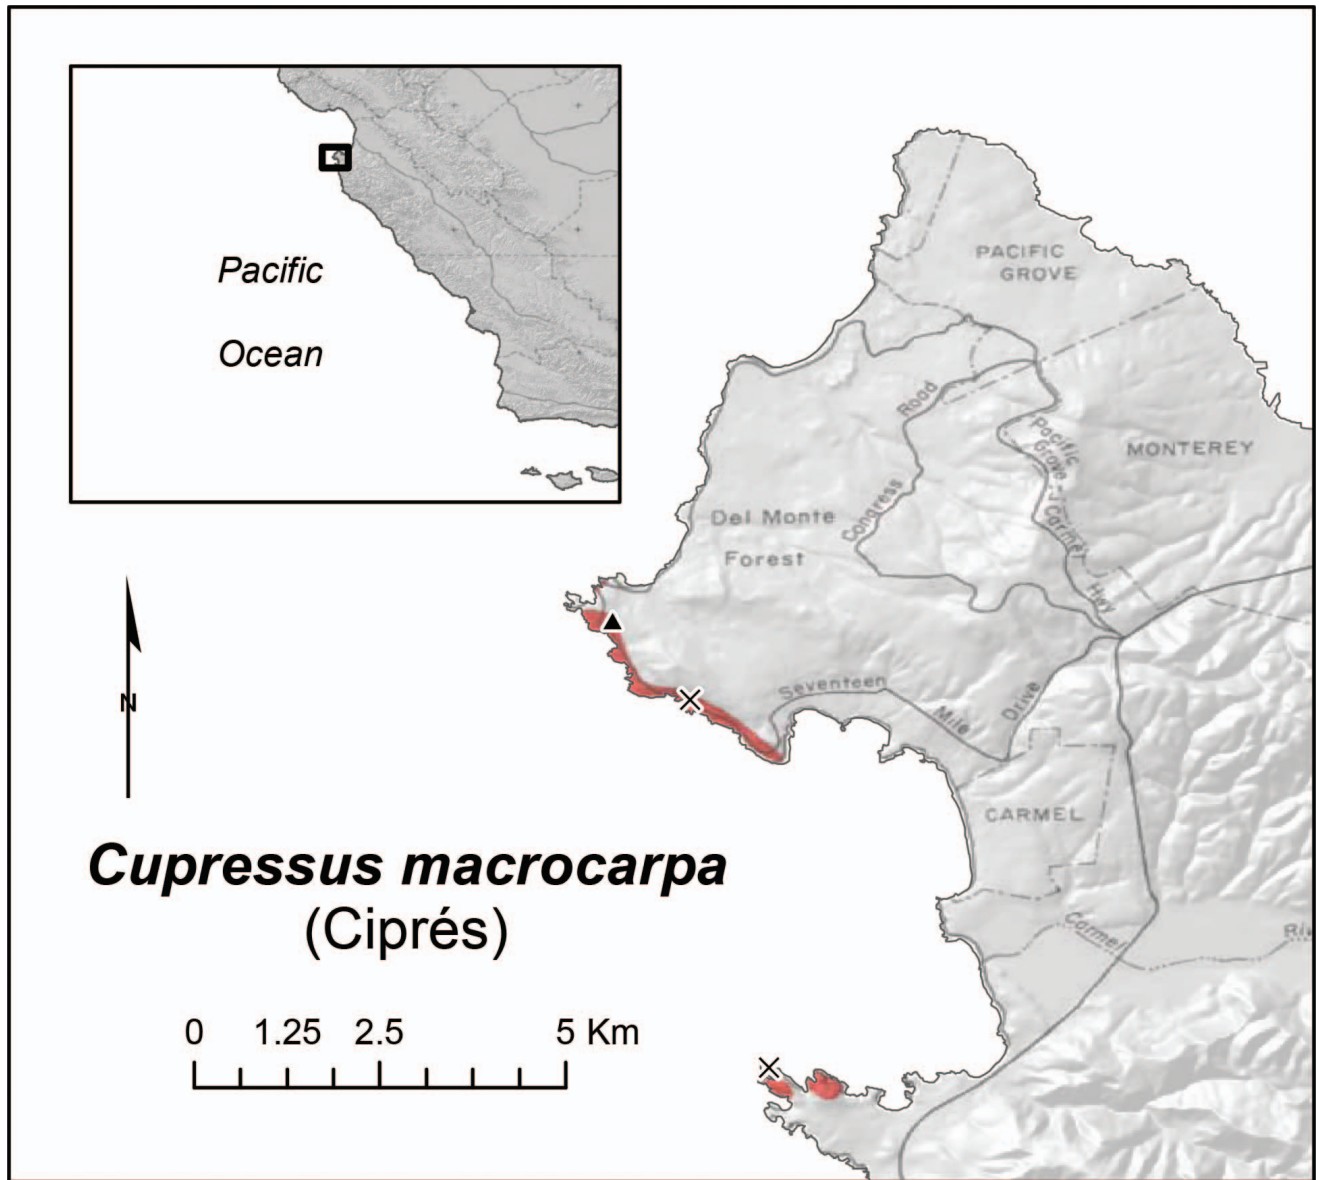 Pacific
Ocean
PACIFIC
GROVE
Road
Pacific
Grove -
Carmel
Hwy
MONTEREY
Congress
Del Monte
Forest
N
Seventeen
Mile
Drive
CARMEL
Cupressus macrocarpa
(Ciprés)
Carmel
Riv
0 1.25 2.5 5 Km